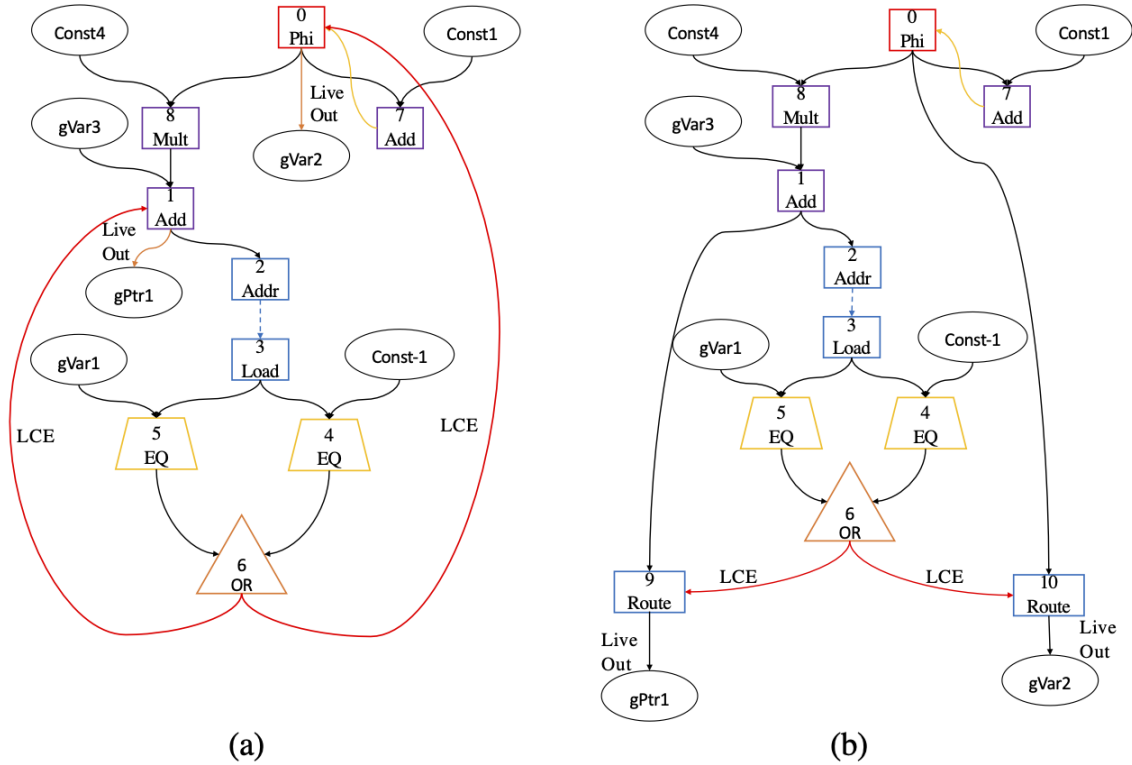 Const4
0
Phi
Const1
8
Mult
Live
Out
7
Add
gVar3
gVar2
1
Add
Live
Out
2
Addr
gPtr1
gVar1
3
Load
Const-1
LCE
5
EQ
4
EQ
LCE
6
OR
(a)
Const4
0
Phi
Const1
8
Mult
7
Add
gVar3
1
Add
2
Addr
gVar1
3
Load
Const-1
5
EQ
4
EQ
6
OR
LCE
LCE
9
Route
10
Route
Live
Out
Live
Out
gPtr1
gVar2
(b)